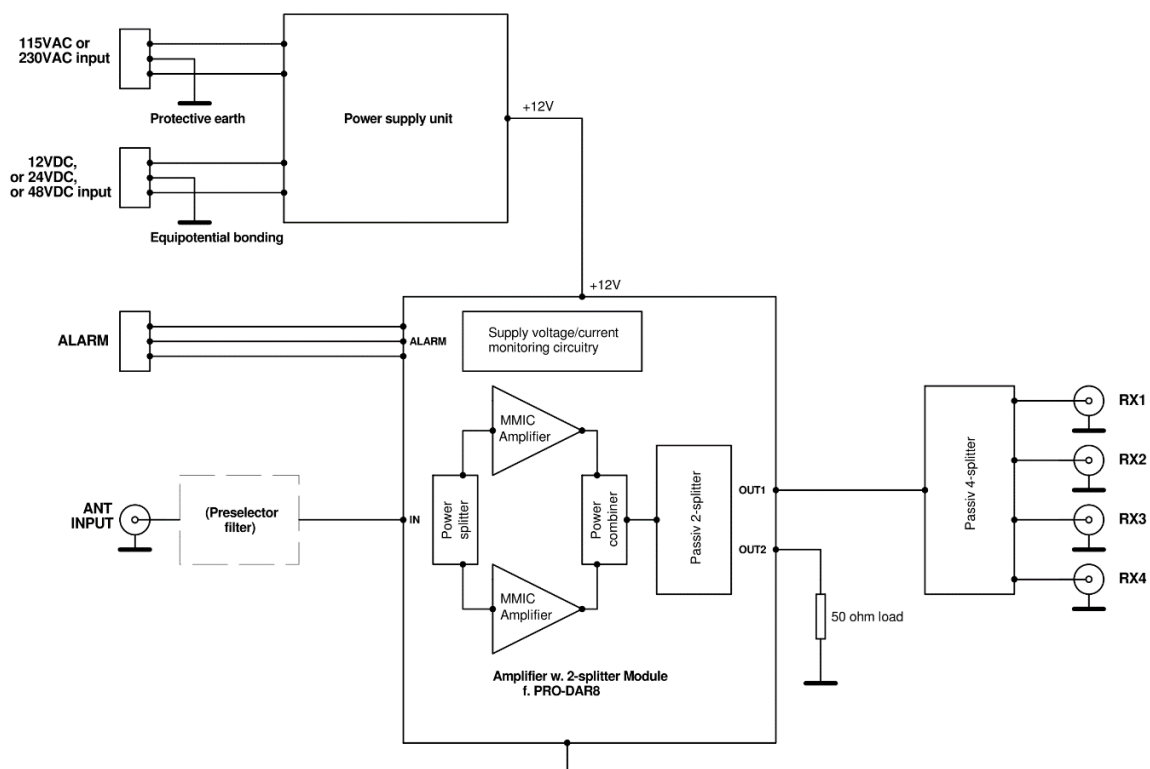 115VAC or
230VAC input
Protective earth
Power supply unit
+12V
12VDC,
or 24VDC,
or 48VDC input
Equipotential bonding
+12V
ALARM
ALARM
Supply voltage/current
monitoring circuitry
MMIC
Amplifier
ANT
INPUT
(Preselector
filter)
IN
Power
splitter
Power
combiner
Passiv 2-splitter
OUT1
OUT2
MMIC
Amplifier
50 ohm load
Amplifier w. 2-splitter Module
f. PRO-DAR8
Passiv 4-splitter
RX1
RX2
RX3
RX4